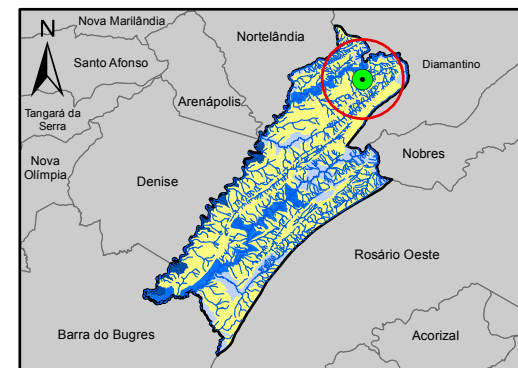 Nova Marilândia
N
Nortelândia
Santo Afonso
Diamantino
Arenápolis
Tangará da
Serra
Nova
Olímpia
Nobres
Denise
Rosário Oeste
Barra do Bugres
Acorizal